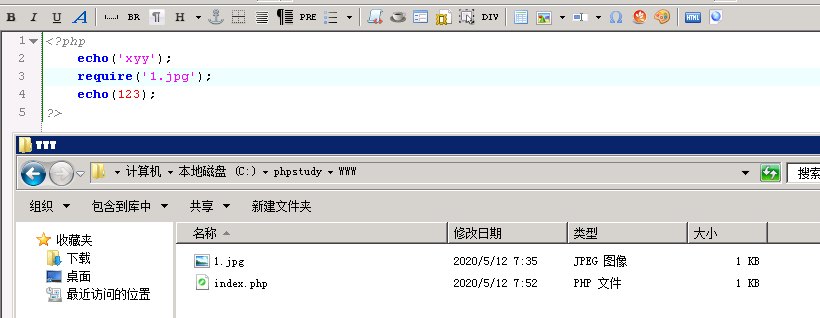 B I U A BR ¶ H ¶ PRE DIV HTML
1 <?php
2 echo('xyy');
3 require('1.jpg');
4 echo(123);
5 ?>
WWW
计算机 本地磁盘 (C:) phpstudy WWW 搜索
组织 包含到库中 共享 新建文件夹
收藏夹
下载
桌面
最近访问的位置
名称 修改日期 类型 大小
1.jpg 2020/5/12 7:35 JPEG 图像 1 KB
index.php 2020/5/12 7:52 PHP 文件 1 KB